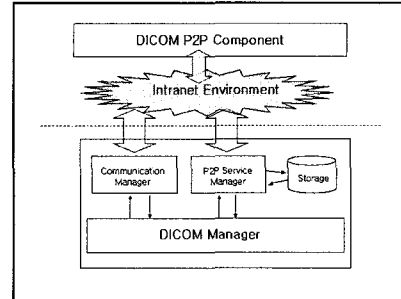 DICOM P2P Component
Intranet Environment
Communication
Manager
P2P Service
Manager
Storage
DICOM Manager